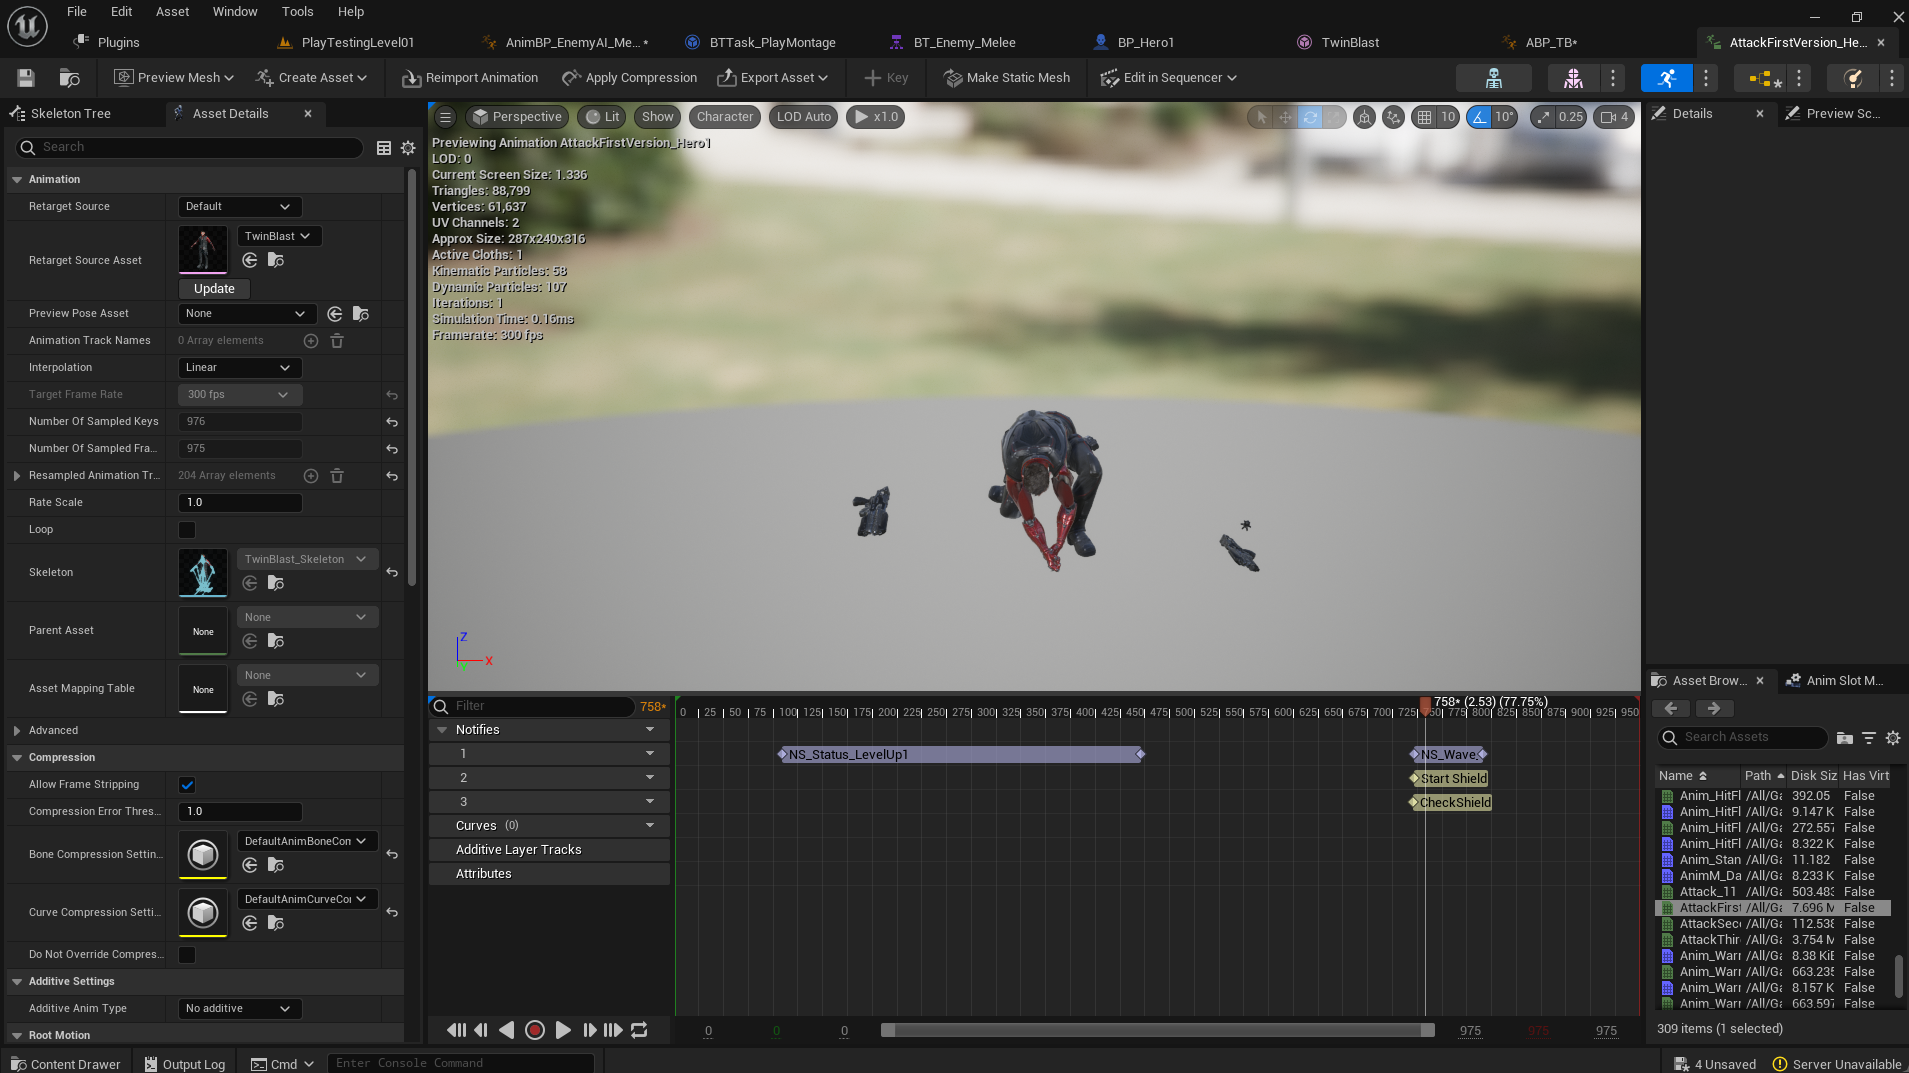 File Edit Asset Window Tools Help
Plugins PlayTestingLevel01 AnimBP_EnemyAI_Me...* BTTask_PlayMontage BT_Enemy_Melee BP_Hero1 TwinBlast ABP_TB* AttackFirstVersion_He...
Preview Mesh Create Asset Reimport Animation Apply Compression Export Asset Key Make Static Mesh Edit in Sequencer
Skeleton Tree Asset Details
Search
Animation
Retarget Source Default
Retarget Source Asset TwinBlast
Update
Preview Pose Asset None
Animation Track Names 0 Array elements
Interpolation Linear
Target Frame Rate 300 fps
Number Of Sampled Keys 976
Number Of Sampled Fra... 975
Resampled Animation Tr... 204 Array elements
Rate Scale 1.0
Loop
Skeleton TwinBlast_Skeleton
Parent Asset None None
Asset Mapping Table None None
Advanced
Compression
Allow Frame Stripping
Compression Error Thres... 1.0
Bone Compression Settin... DefaultAnimBoneCom
Curve Compression Setti... DefaultAnimCurveCor
Do Not Override Compres...
Additive Settings
Additive Anim Type No additive
Root Motion
Perspective Lit Show Character LOD Auto x1.0 10 10° 0.25 4
Previewing Animation AttackFirstVersion_Hero1
LOD: 0
Current Screen Size: 1.336
Triangles: 88,799
Vertices: 61,637
UV Channels: 2
Approx Size: 287x240x316
Active Cloths: 1
Kinematic Particles: 58
Dynamic Particles: 107
Iterations: 1
Simulation Time: 0.16ms
Framerate: 300 fps
Z
X
Filter 758* 758* (2.53) (77.75%)
0 25 50 75 100 125 150 175 200 225 250 275 300 325 350 375 400 425 450 475 500 525 550 575 600 625 650 675 700 725 750 775 800 825 850 875 900 925 950
Notifies
1 NS_Status_LevelUp1 NS_Wave
2 Start Shield
3 CheckShield
Curves (0)
Additive Layer Tracks
Attributes
0 0 0 975 975 975
Details Preview Sc...
Asset Brow... Anim Slot M...
Search Assets
Name Path Disk Siz Has Virt
Anim_HitFl /All/Ga 392.05 False
Anim_HitFl /All/Ga 9.147 K False
Anim_HitFl /All/Ga 272.557 False
Anim_HitFl /All/Ga 8.322 K False
Anim_Stan /All/Ga 11.182 False
AnimM_Da /All/Ga 8.233 K False
Attack_11 /All/Ga 503.483 False
AttackFirst /All/Ga 7.696 M False
AttackSeco /All/Ga 112.538 False
AttackThir /All/Ga 3.754 M False
Anim_Warr /All/Ga 8.38 KiB False
Anim_Warr /All/Ga 663.235 False
Anim_Warr /All/Ga 8.157 K False
Anim_Warr /All/Ga 663.597 False
309 items (1 selected)
Content Drawer Output Log Cmd Enter Console Command 4 Unsaved Server Unavailable